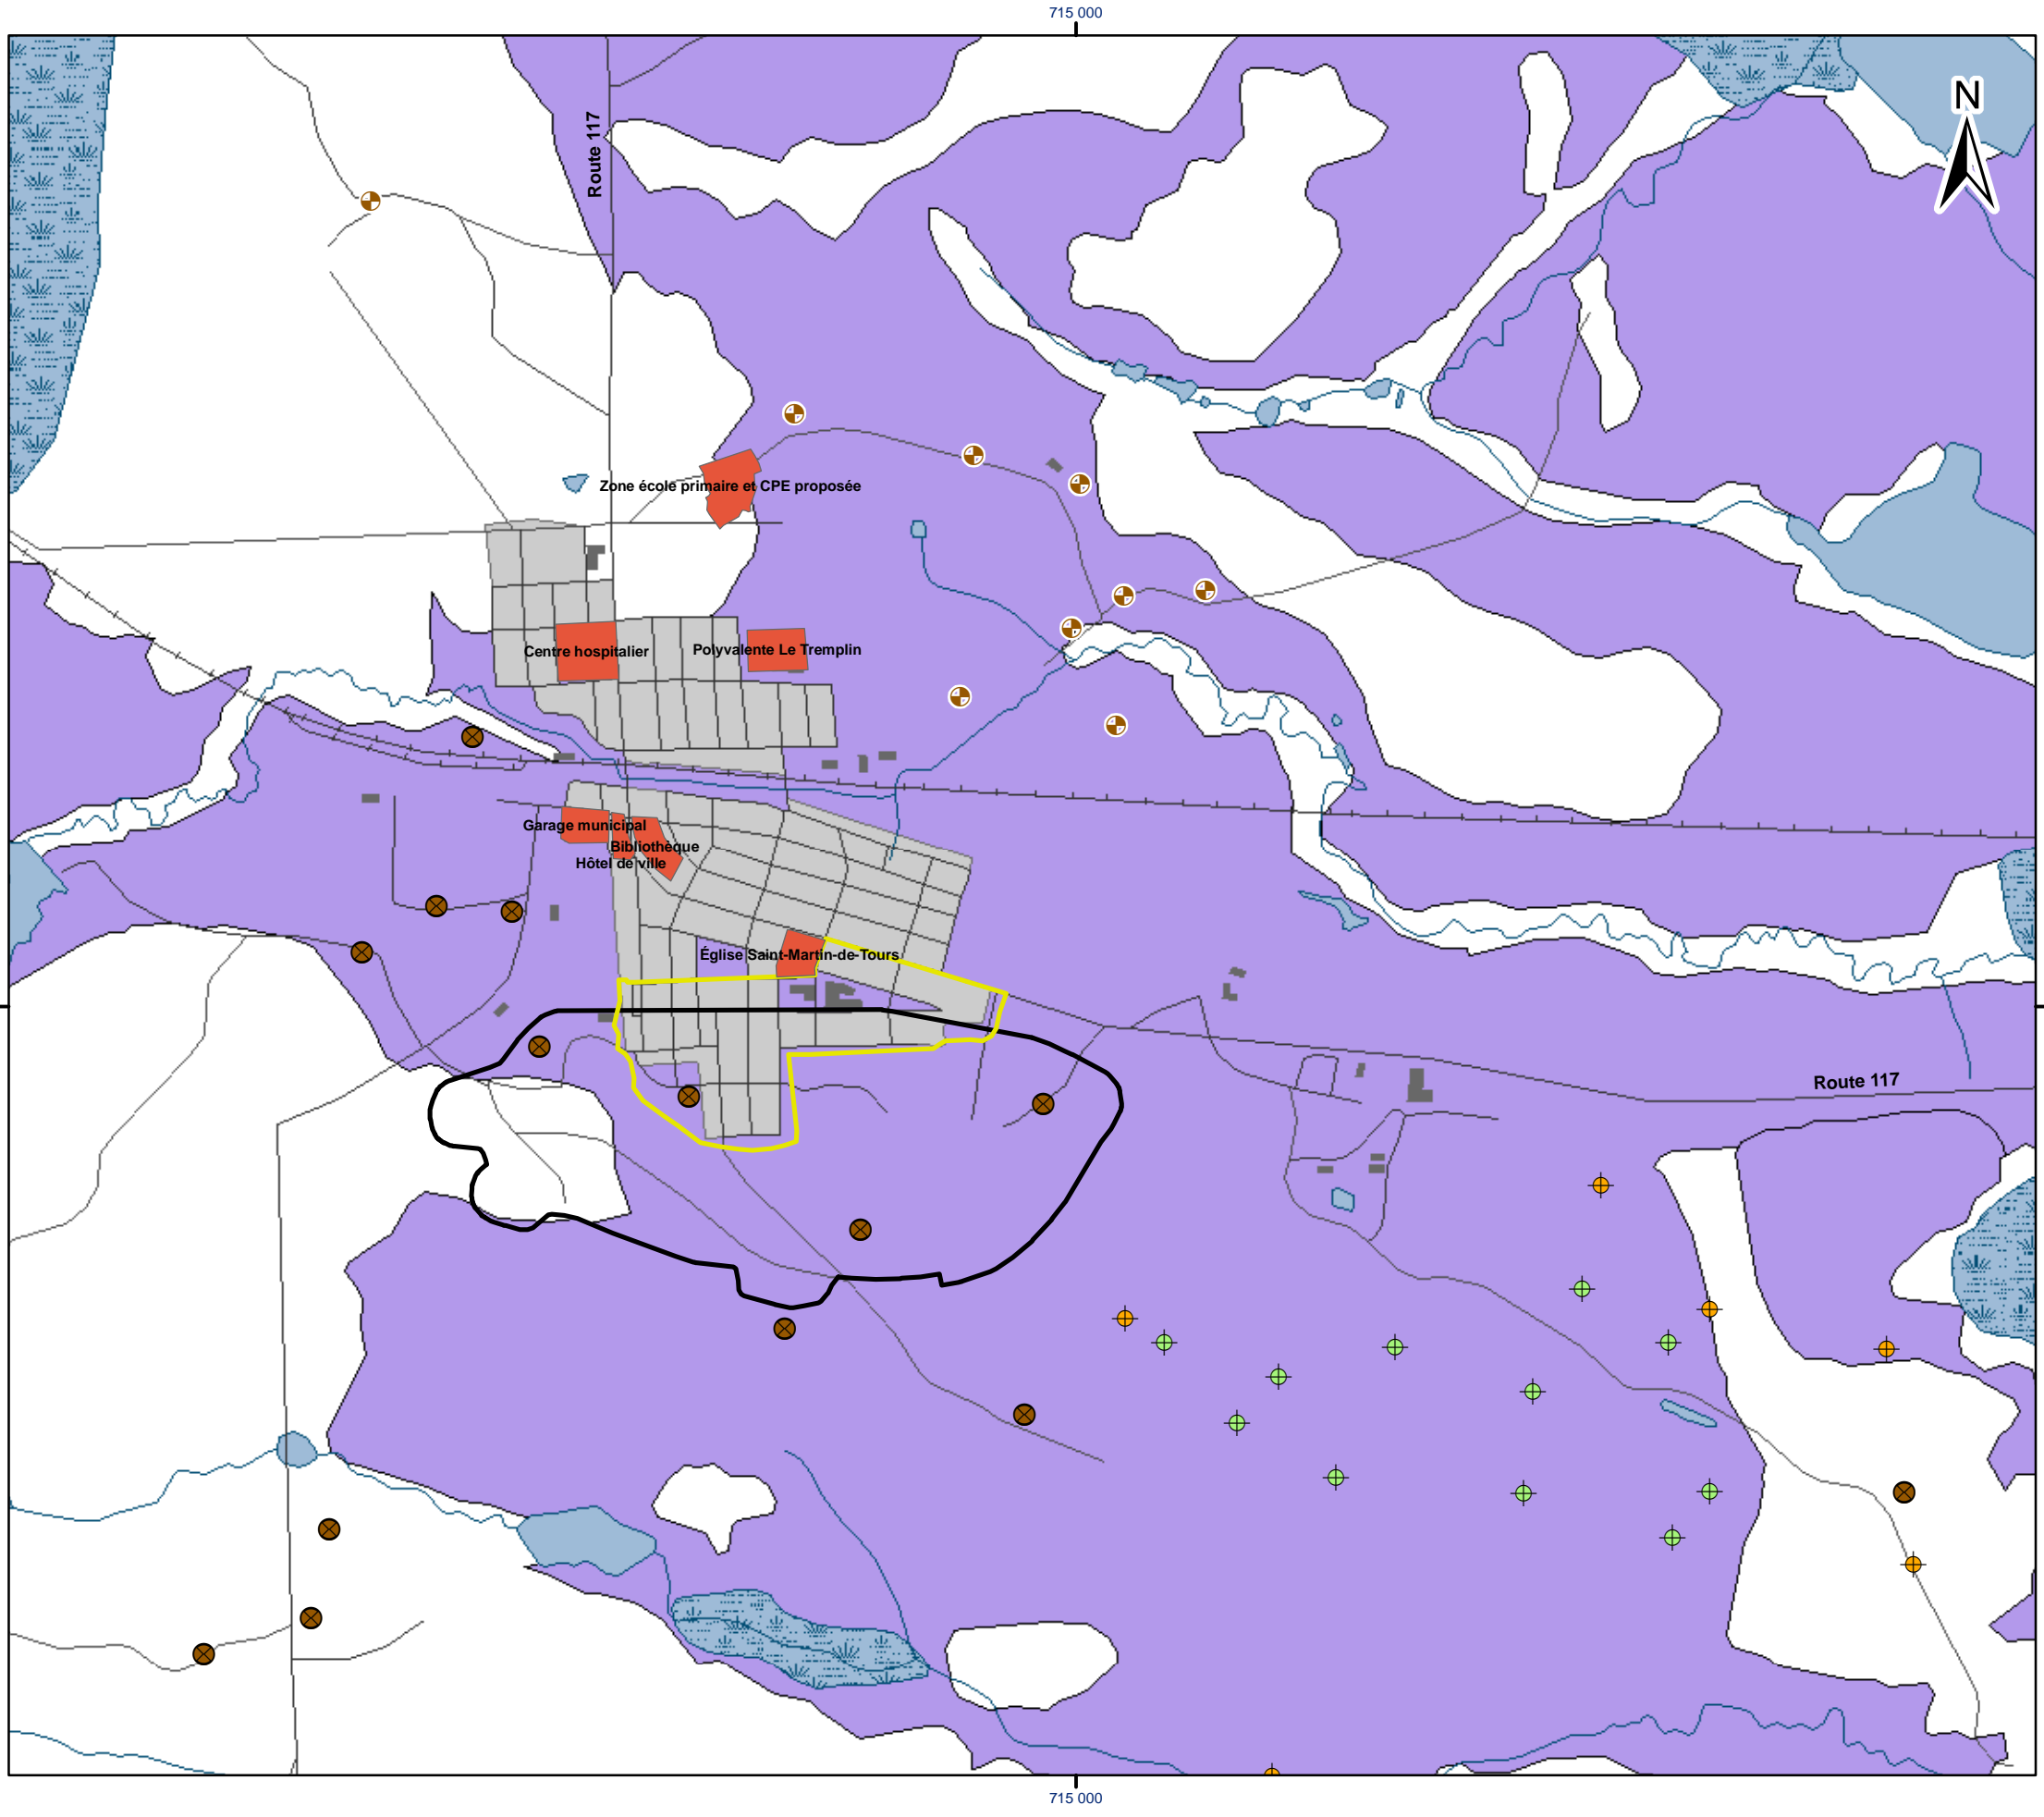 715 000
N
Route 117
Zone école primaire et CPE proposée
Centre hospitalier
Polyvalente Le Tremplin
Garage municipal
Bibliothèque
Hôtel de ville
Église Saint-Martin-de-Tours
Route 117
715 000